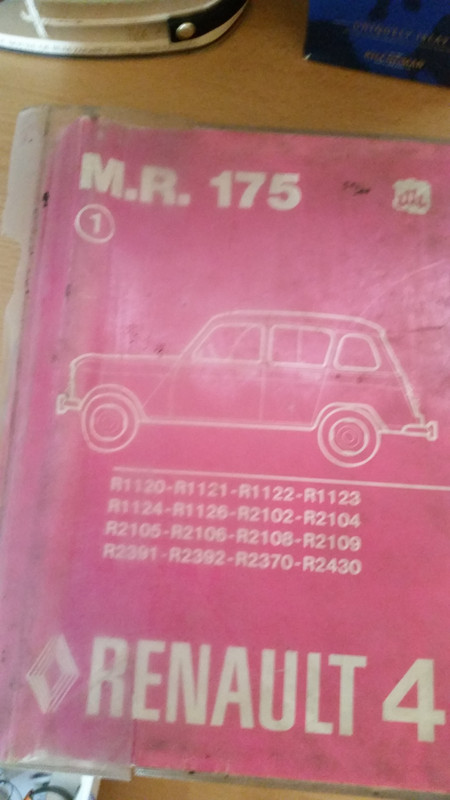 M.R. 175
1
R1120-R1121-R1122-R1123
R1124-R1126-R2102-R2104
R2105-R2106-R2108-R2109
R2391-R2392-R2370-R2430
RENAULT 4